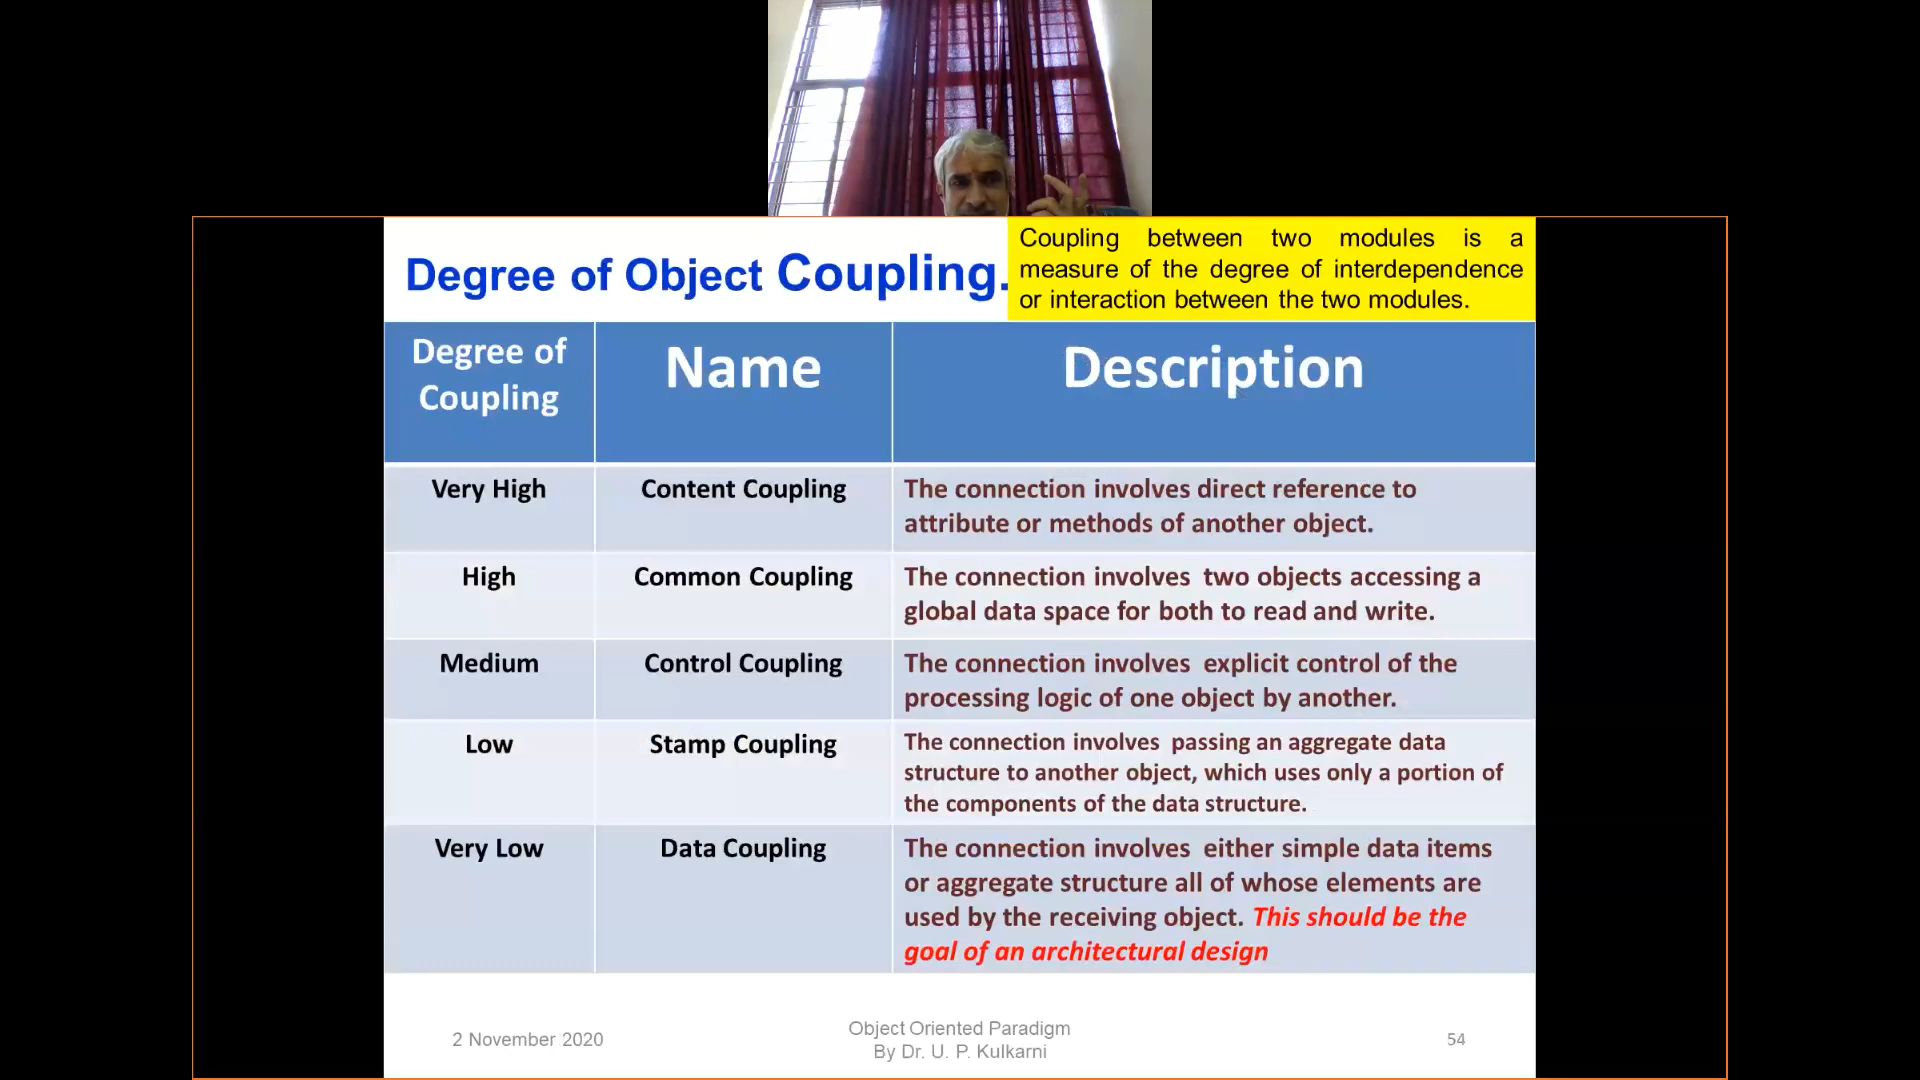 Degree of Object Coupling.
Coupling between two modules is a
measure of the degree of interdependence
or interaction between the two modules.
Degree of
Coupling
Name
Description
Very High
Content Coupling
The connection involves direct reference to
attribute or methods of another object.
High
Common Coupling
The connection involves two objects accessing a
global data space for both to read and write.
Medium
Control Coupling
The connection involves explicit control of the
processing logic of one object by another.
Low
Stamp Coupling
The connection involves passing an aggregate data
structure to another object, which uses only a portion of
the components of the data structure.
Very Low
Data Coupling
The connection involves either simple data items
or aggregate structure all of whose elements are
used by the receiving object. This should be the
goal of an architectural design
2 November 2020
Object Oriented Paradigm
By Dr. U. P. Kulkarni
54